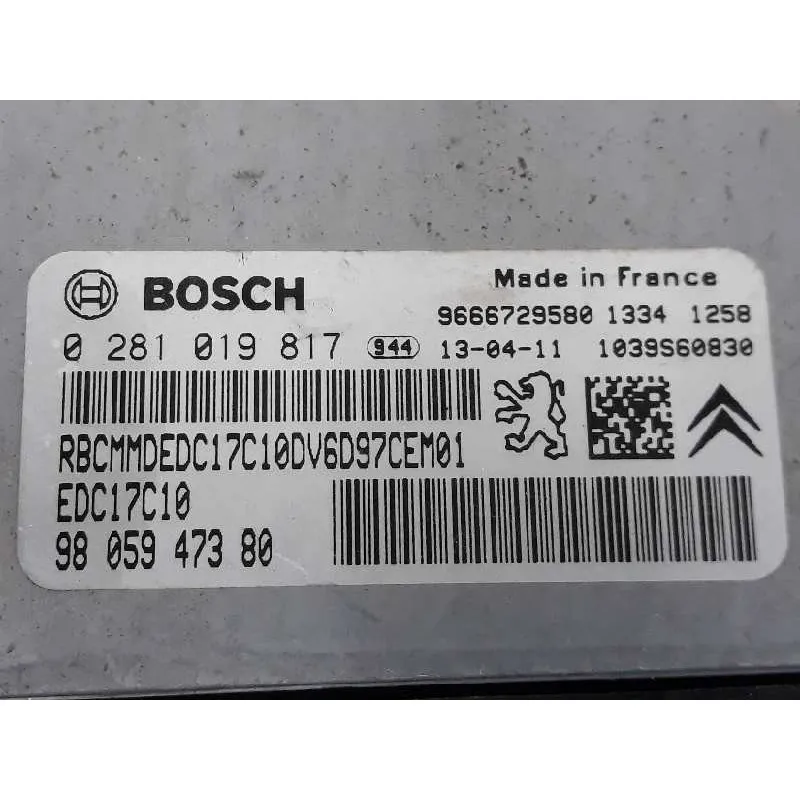 BOSCH Made in France
9666729580 1334 1258
0 281 019 817 944 13-04-11 1039S60830
RBCMMDEDC17C10DV6D97CEM01
EDC17C10
98 059 473 80